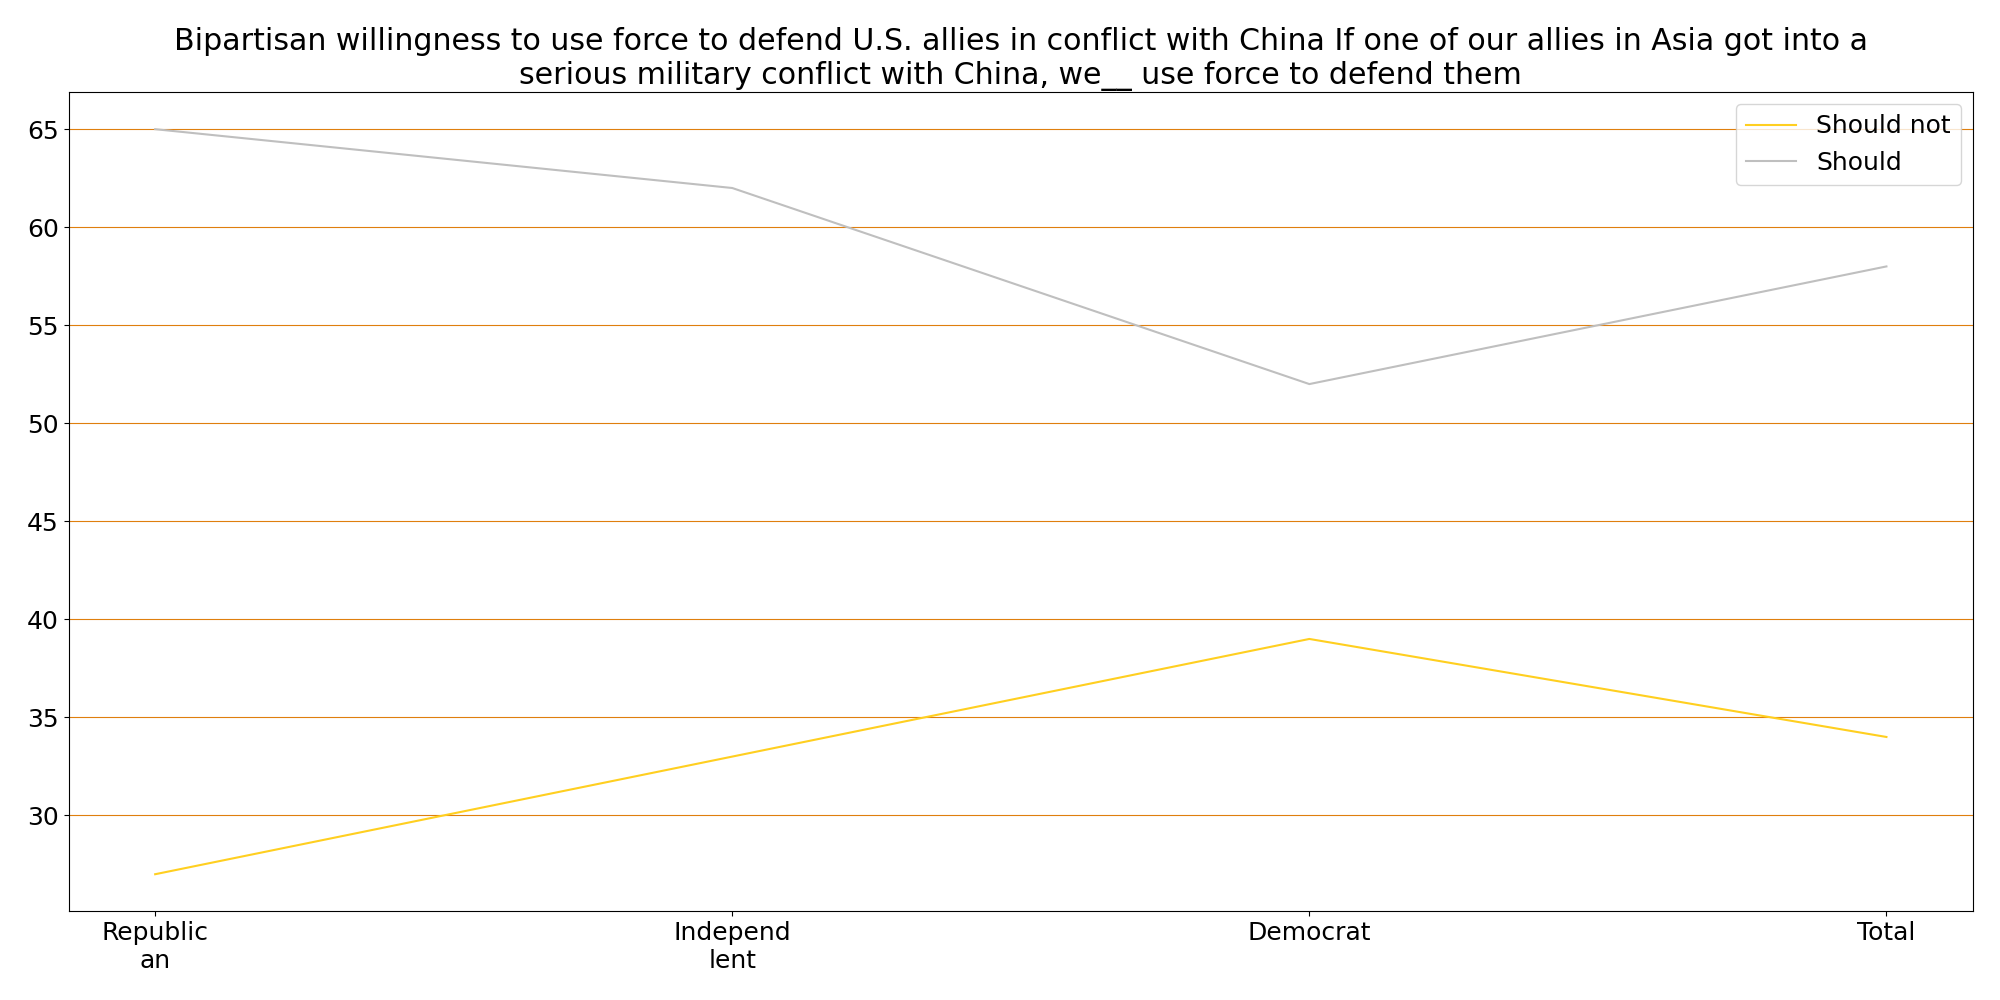 Bipartisan willingness to use force to defend U.S. allies in conflict with China If one of our allies in Asia got into a
serious military conflict with China, we__ use force to defend them
Should not
Should
65
60
55
50
45
40
35
30
Republic
an
Independ
lent
Democrat
Total